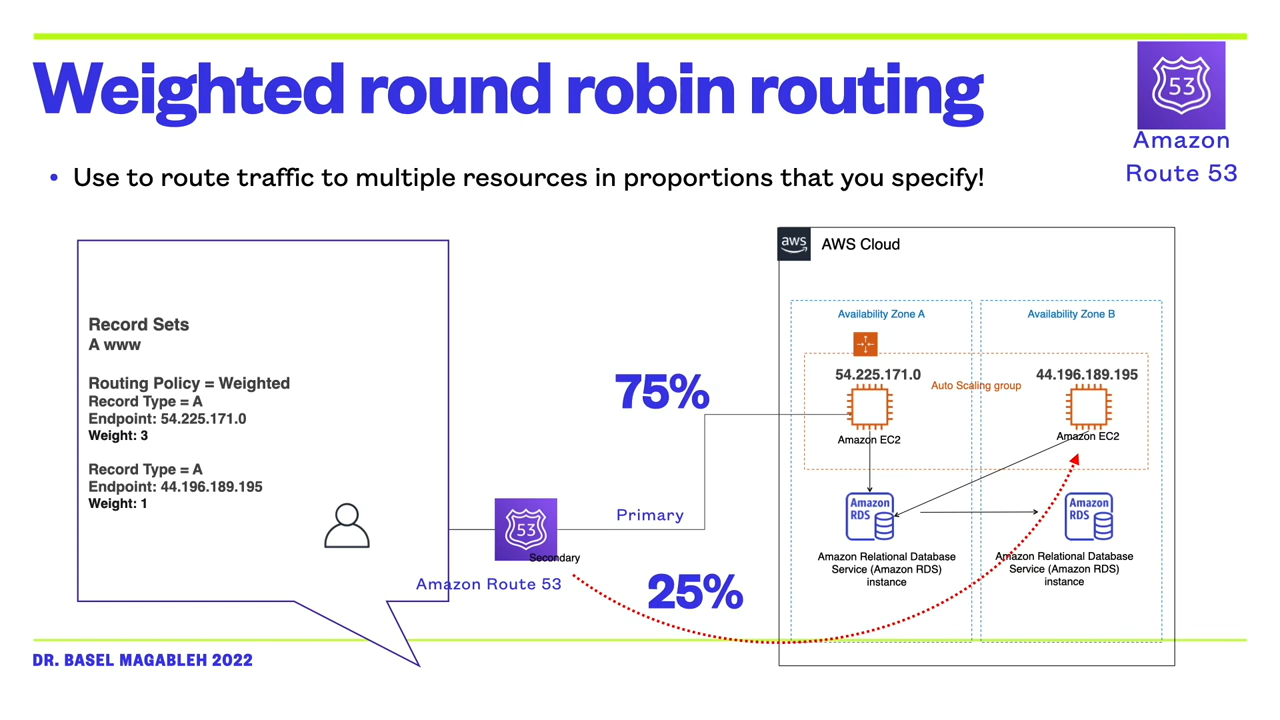 Weighted round robin routing
53
Amazon
Route 53
• Use to route traffic to multiple resources in proportions that you specify!
Record Sets
A www
Routing Policy = Weighted
Record Type = A
Endpoint: 54.225.171.0
Weight: 3
Record Type = A
Endpoint: 44.196.189.195
Weight: 1
53
Secondary
Amazon Route 53
75%
Primary
25%
aws
AWS Cloud
Availability Zone A
Availability Zone B
54.225.171.0
44.196.189.195
Auto Scaling group
Amazon EC2
Amazon EC2
Amazon
RDS
Amazon
RDS
Amazon Relational Database
Service (Amazon RDS)
instance
Amazon Relational Database
Service (Amazon RDS)
instance
DR. BASEL MAGABLEH 2022